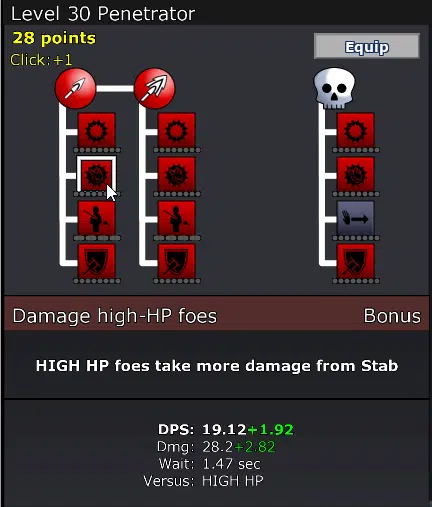 Level 30 Penetrator
28 points
Equip
Click:+1
Damage high-HP foes Bonus
HIGH HP foes take more damage from Stab
DPS: 19.12+1.92
Dmg: 28.2+2.82
Wait: 1.47 sec
Versus: HIGH HP